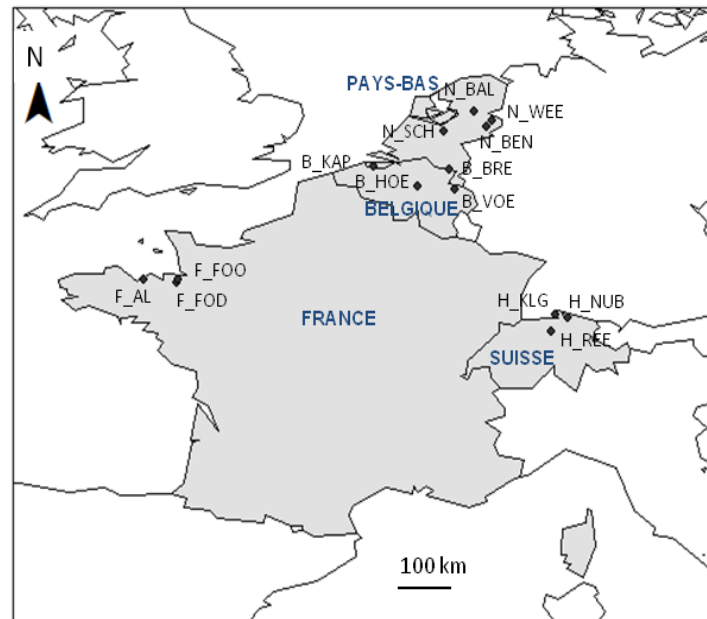 N
PAYS-BAS
N_BAL
N_WEE
N_SCH
N_BEN
B_KAP
B_BRE
B_HOE
B_VOE
BELGIQUE
F_FOO
F_AL
F_FOD
H_KLG
H_NUB
FRANCE
H_REE
SUISSE
100 km